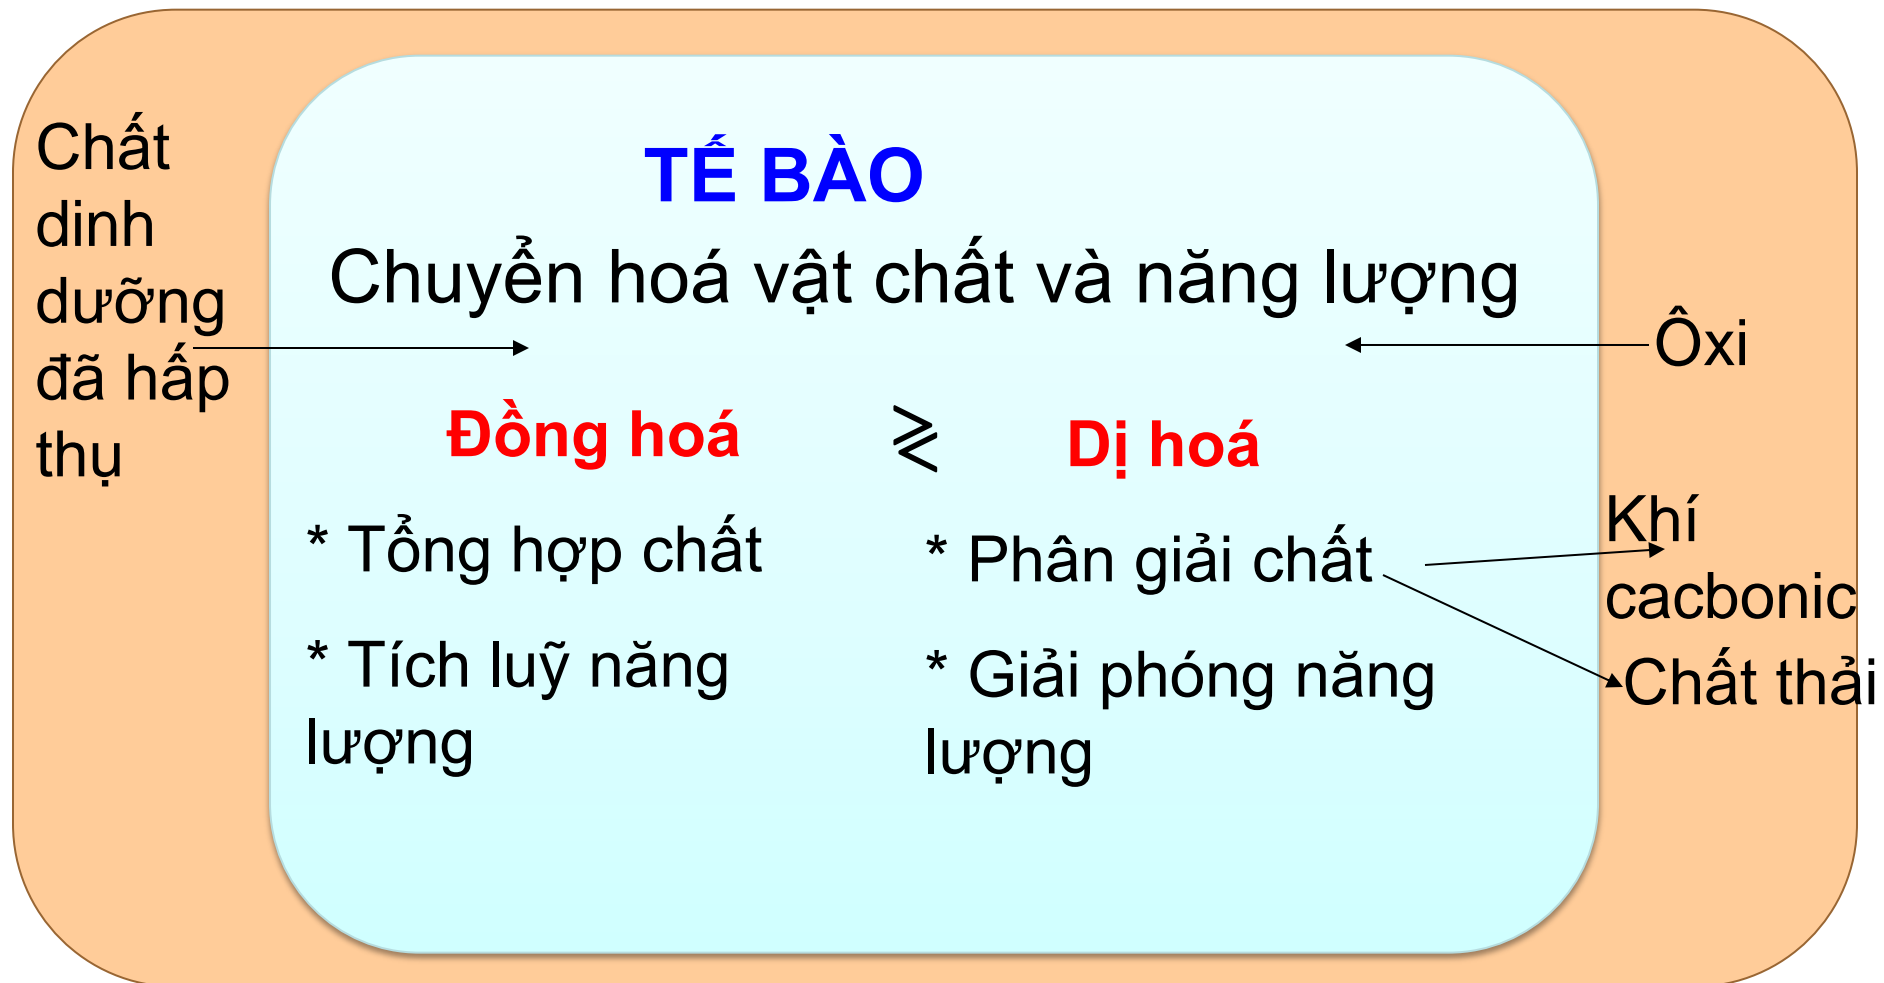 Chất
dinh
dưỡng
đã hấp
thụ
TẾ BÀO
Chuyển hoá vật chất và năng lượng
Đồng hoá
* Tổng hợp chất
* Tích luỹ năng
lượng
⪖
Dị hoá
* Phân giải chất
* Giải phóng năng
lượng
Ôxi
Khí
cacbonic
Chất thải